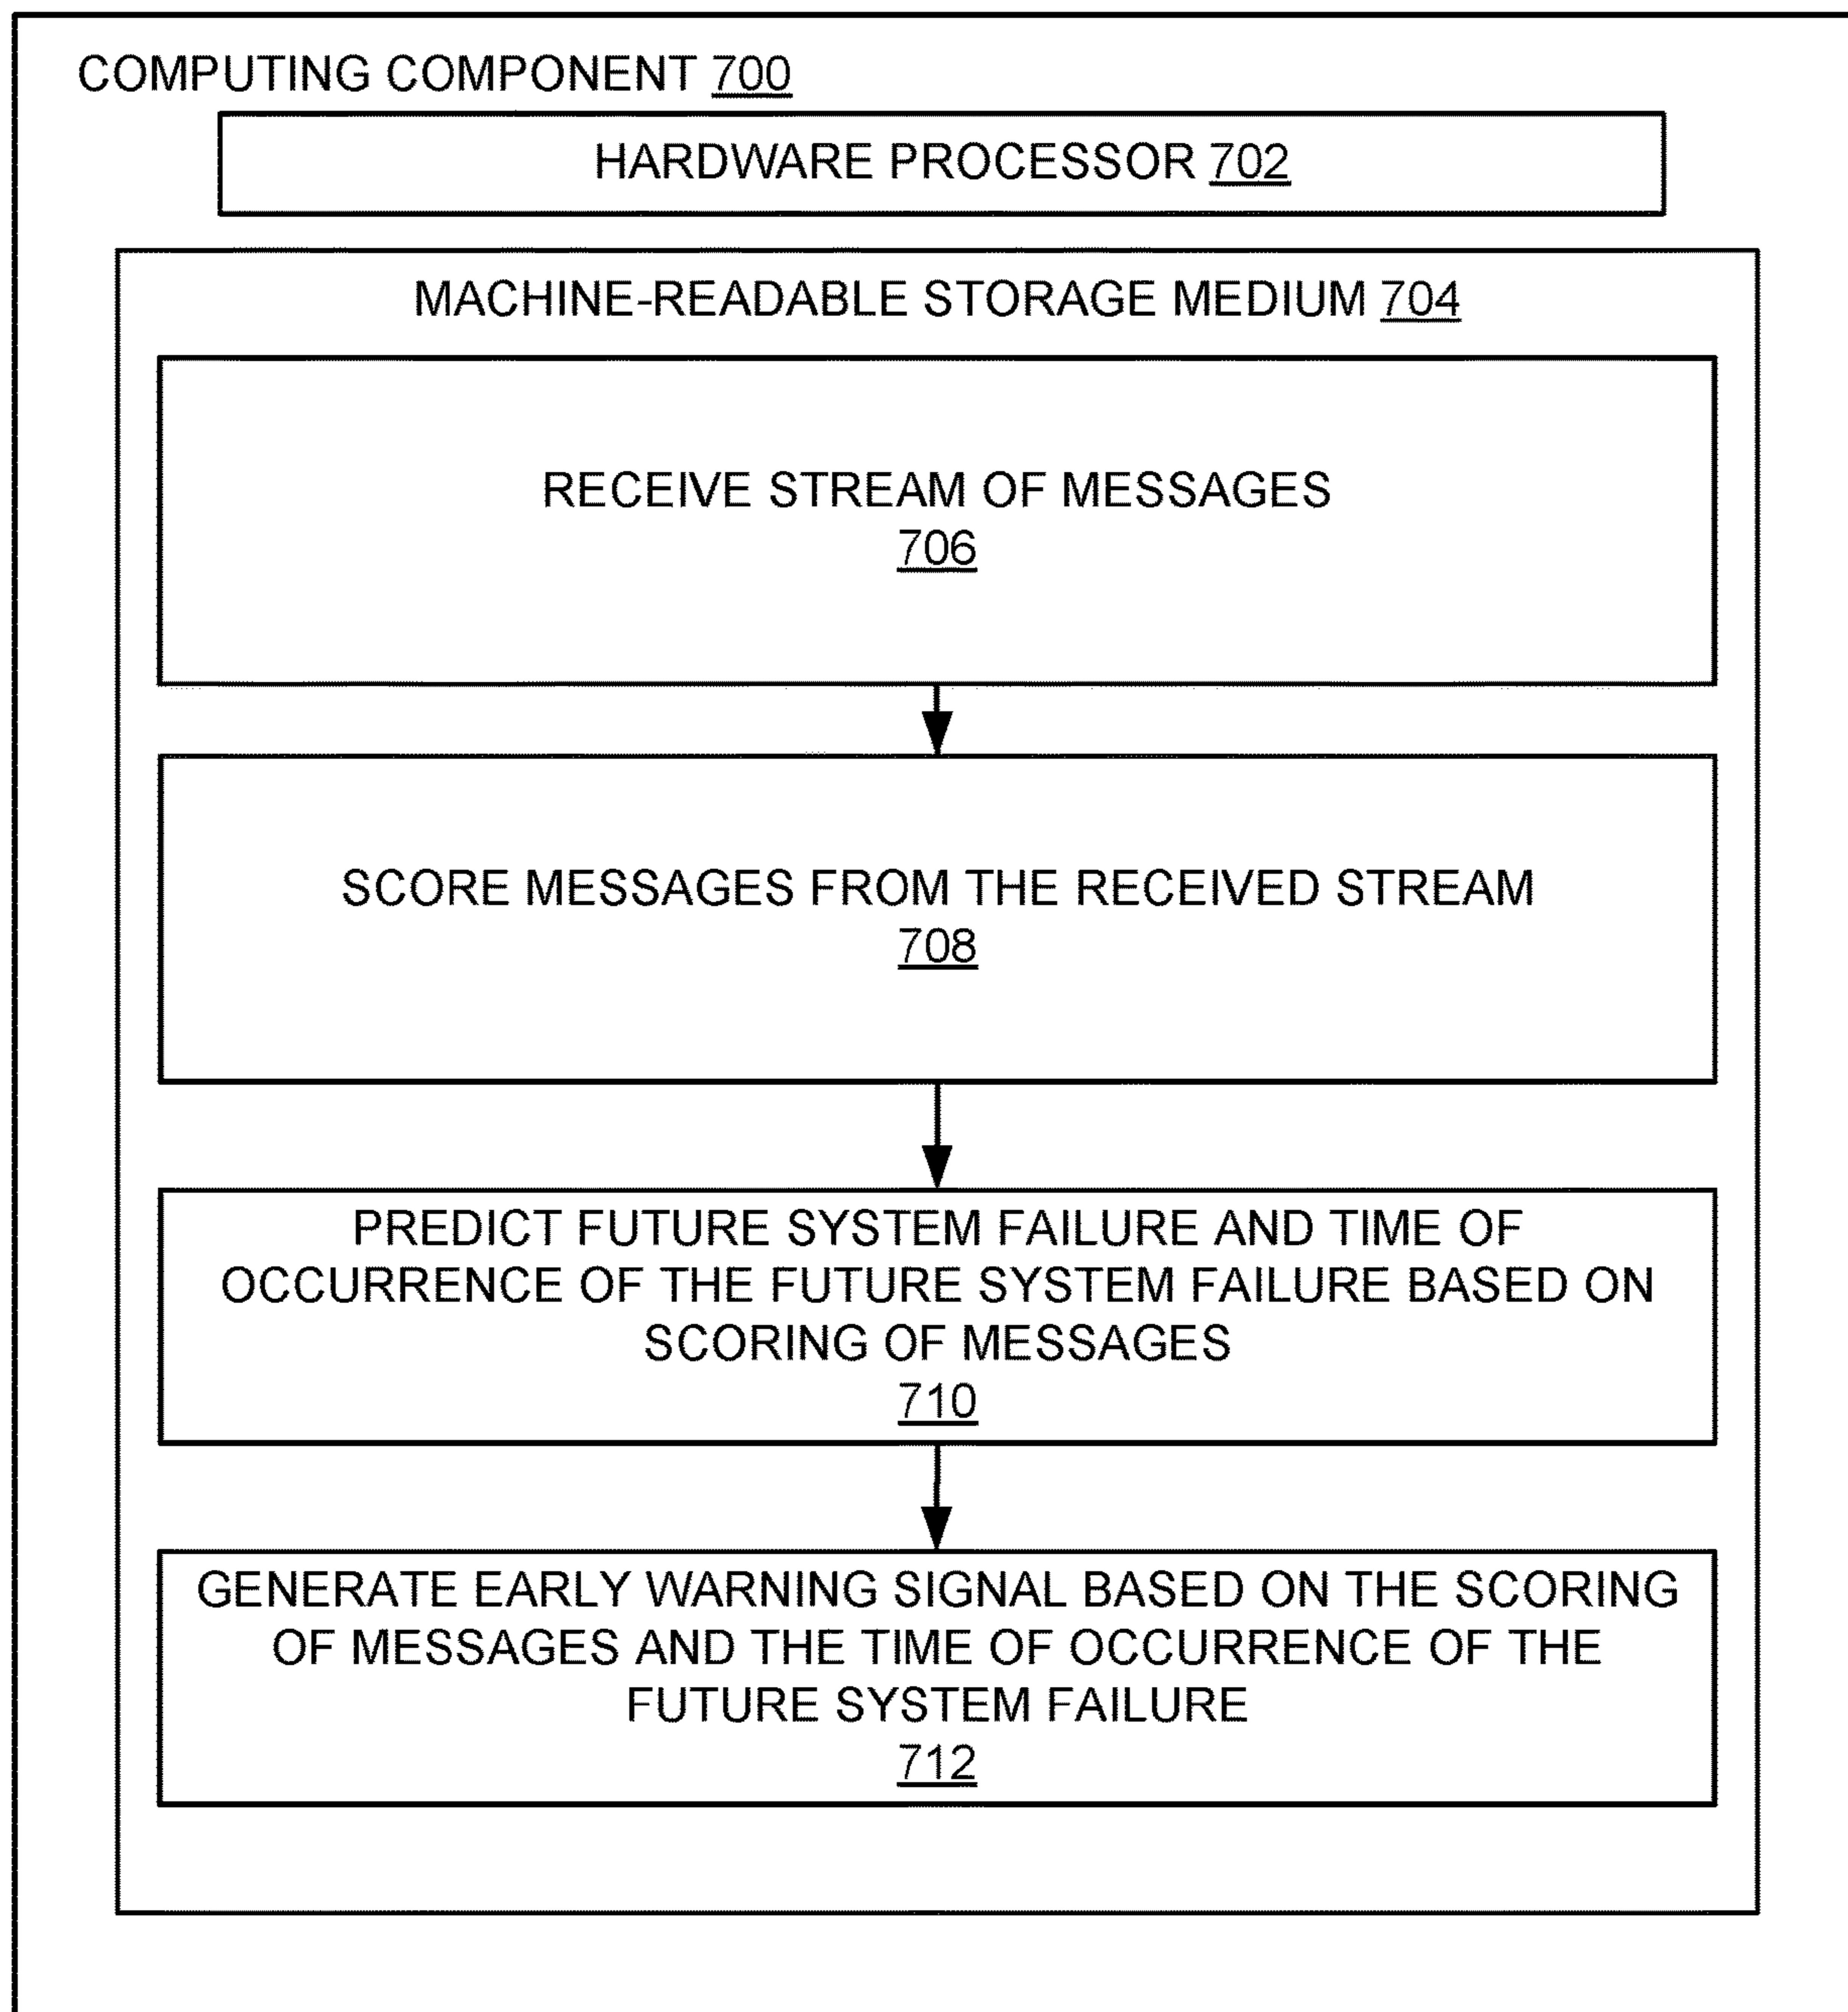 COMPUTING COMPONENT 700
HARDWARE PROCESSOR 702
MACHINE-READABLE STORAGE MEDIUM 704
RECEIVE STREAM OF MESSAGES
706
SCORE MESSAGES FROM THE RECEIVED STREAM
708
PREDICT FUTURE SYSTEM FAILURE AND TIME OF
OCCURRENCE OF THE FUTURE SYSTEM FAILURE BASED ON
SCORING OF MESSAGES
710
GENERATE EARLY WARNING SIGNAL BASED ON THE SCORING
OF MESSAGES AND THE TIME OF OCCURRENCE OF THE
FUTURE SYSTEM FAILURE
712